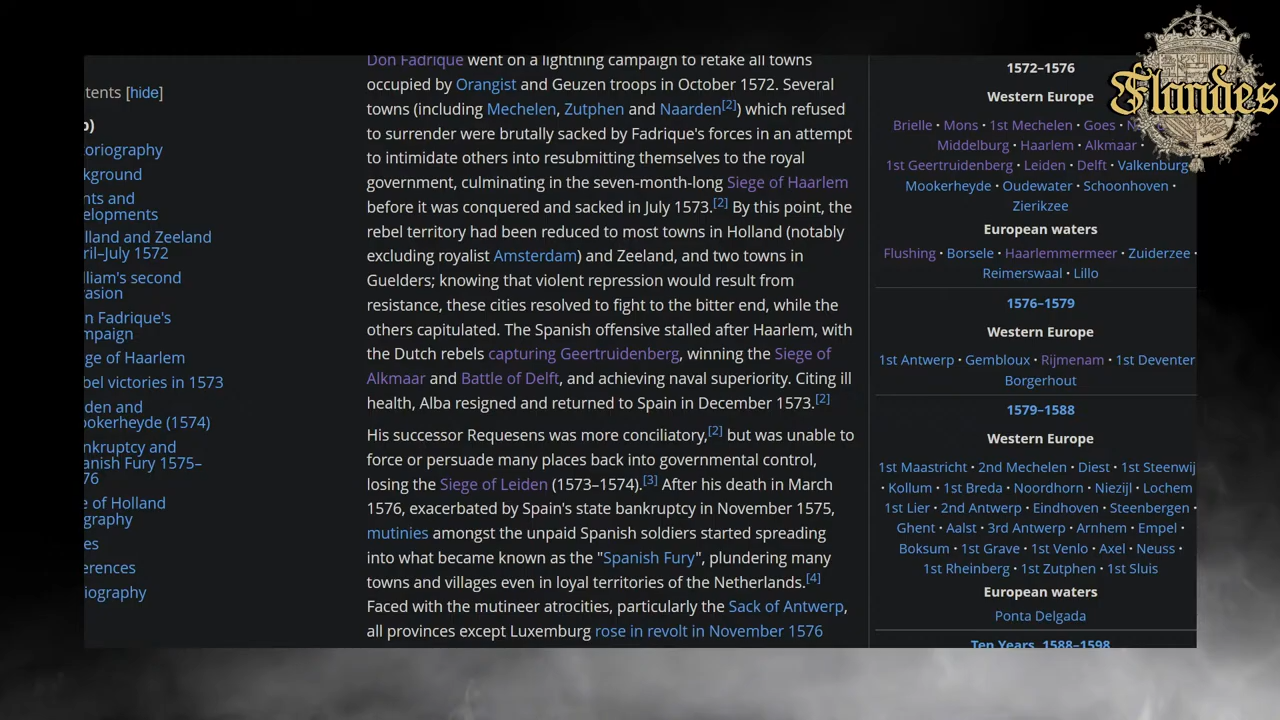 Flandes
tents [hide]
p)
oriography
kground
nts and
elopments
lland and Zeeland
ril–July 1572
lliam's second
asion
n Fadrique's
mpaign
ge of Haarlem
bel victories in 1573
den and
ookerheyde (1574)
nkruptcy and
anish Fury 1575–
76
e of Holland
graphy
es
erences
iography
Don Fadrique went on a lightning campaign to retake all towns
occupied by Orangist and Geuzen troops in October 1572. Several
towns (including Mechelen, Zutphen and Naarden[2]) which refused
to surrender were brutally sacked by Fadrique's forces in an attempt
to intimidate others into resubmitting themselves to the royal
government, culminating in the seven-month-long Siege of Haarlem
before it was conquered and sacked in July 1573.[2] By this point, the
rebel territory had been reduced to most towns in Holland (notably
excluding royalist Amsterdam) and Zeeland, and two towns in
Guelders; knowing that violent repression would result from
resistance, these cities resolved to fight to the bitter end, while the
others capitulated. The Spanish offensive stalled after Haarlem, with
the Dutch rebels capturing Geertruidenberg, winning the Siege of
Alkmaar and Battle of Delft, and achieving naval superiority. Citing ill
health, Alba resigned and returned to Spain in December 1573.[2]
His successor Requesens was more conciliatory,[2] but was unable to
force or persuade many places back into governmental control,
losing the Siege of Leiden (1573–1574).[3] After his death in March
1576, exacerbated by Spain's state bankruptcy in November 1575,
mutinies amongst the unpaid Spanish soldiers started spreading
into what became known as the "Spanish Fury", plundering many
towns and villages even in loyal territories of the Netherlands.[4]
Faced with the mutineer atrocities, particularly the Sack of Antwerp,
all provinces except Luxemburg rose in revolt in November 1576
1572–1576
Western Europe
Brielle · Mons · 1st Mechelen · Goes ·
Middelburg · Haarlem · Alkmaar ·
1st Geertruidenberg · Leiden · Delft · Valkenburg
Mookerheyde · Oudewater · Schoonhoven ·
Zierikzee
European waters
Flushing · Borsele · Haarlemmermeer · Zuiderzee ·
Reimerswaal · Lillo
1576–1579
Western Europe
1st Antwerp · Gembloux · Rijmenam · 1st Deventer
Borgerhout
1579–1588
Western Europe
1st Maastricht · 2nd Mechelen · Diest · 1st Steenwij
· Kollum · 1st Breda · Noordhorn · Niezijl · Lochem
1st Lier · 2nd Antwerp · Eindhoven · Steenbergen ·
Ghent · Aalst · 3rd Antwerp · Arnhem · Empel ·
Boksum · 1st Grave · 1st Venlo · Axel · Neuss ·
1st Rheinberg · 1st Zutphen · 1st Sluis
European waters
Ponta Delgada
Ten Years, 1588–1598